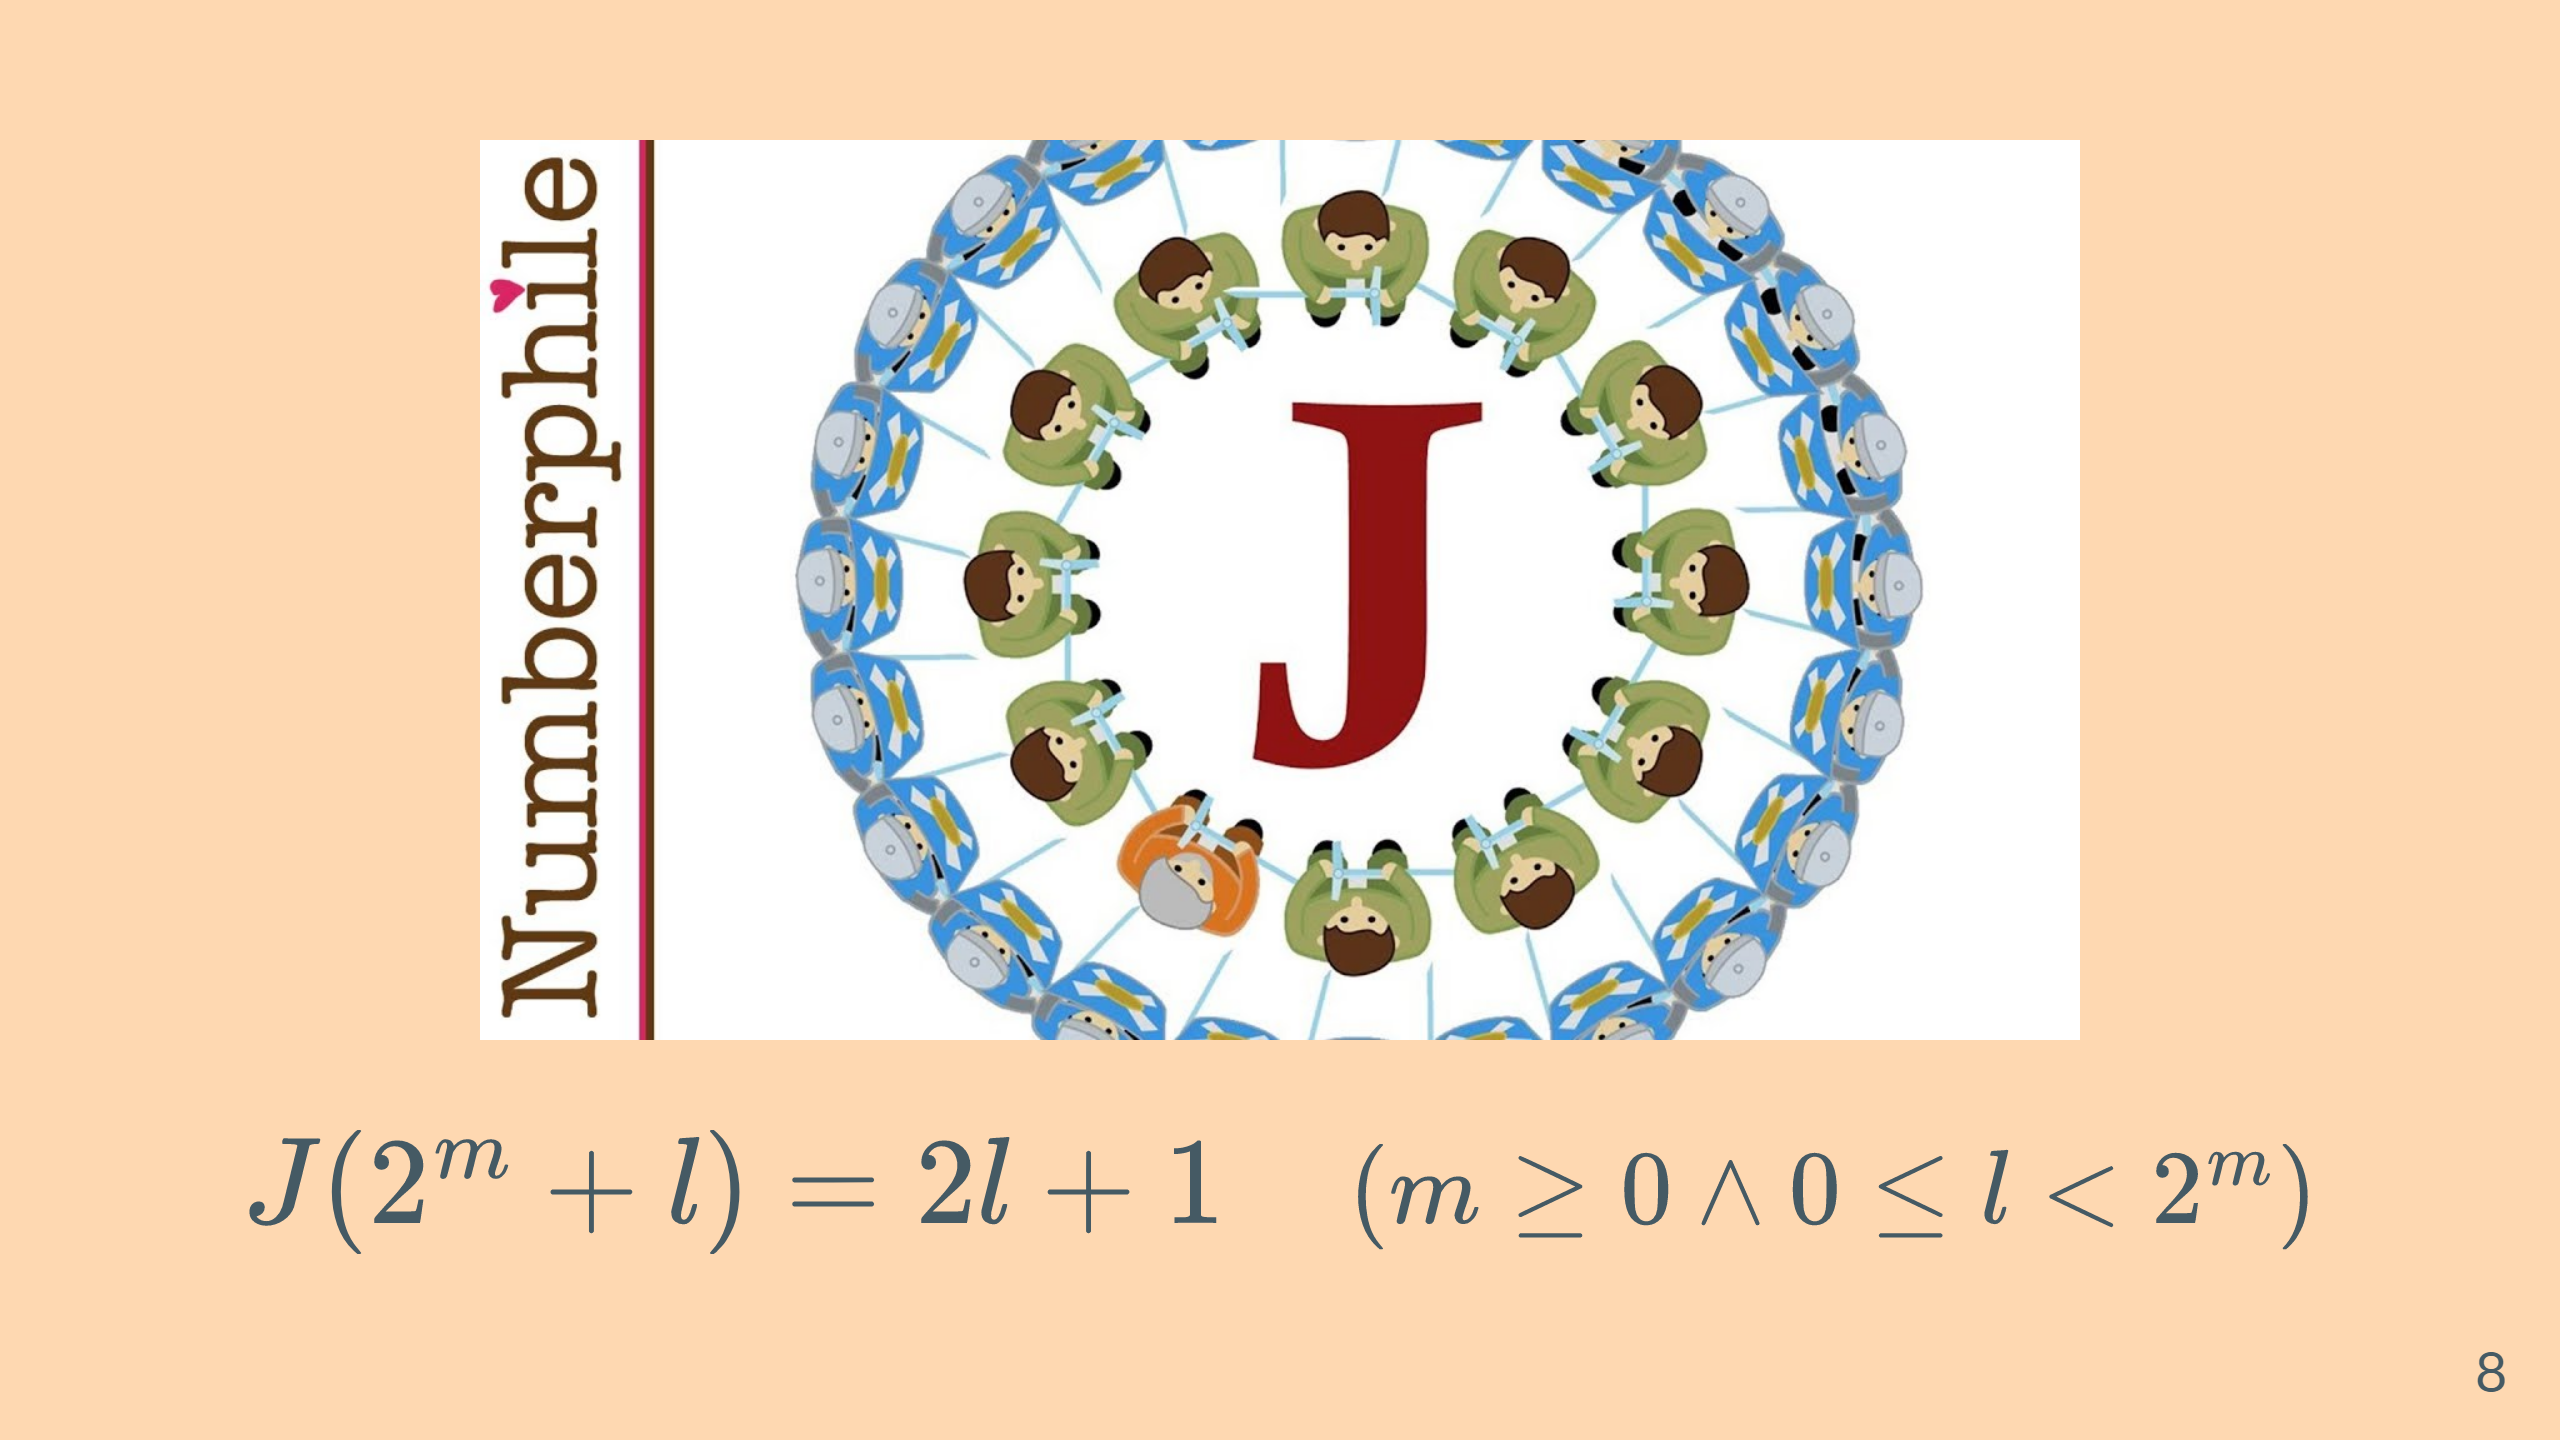 Numberphile
J
J(2^m + l) = 2l + 1 (m ≥ 0 ∧ 0 ≤ l < 2^m)
8